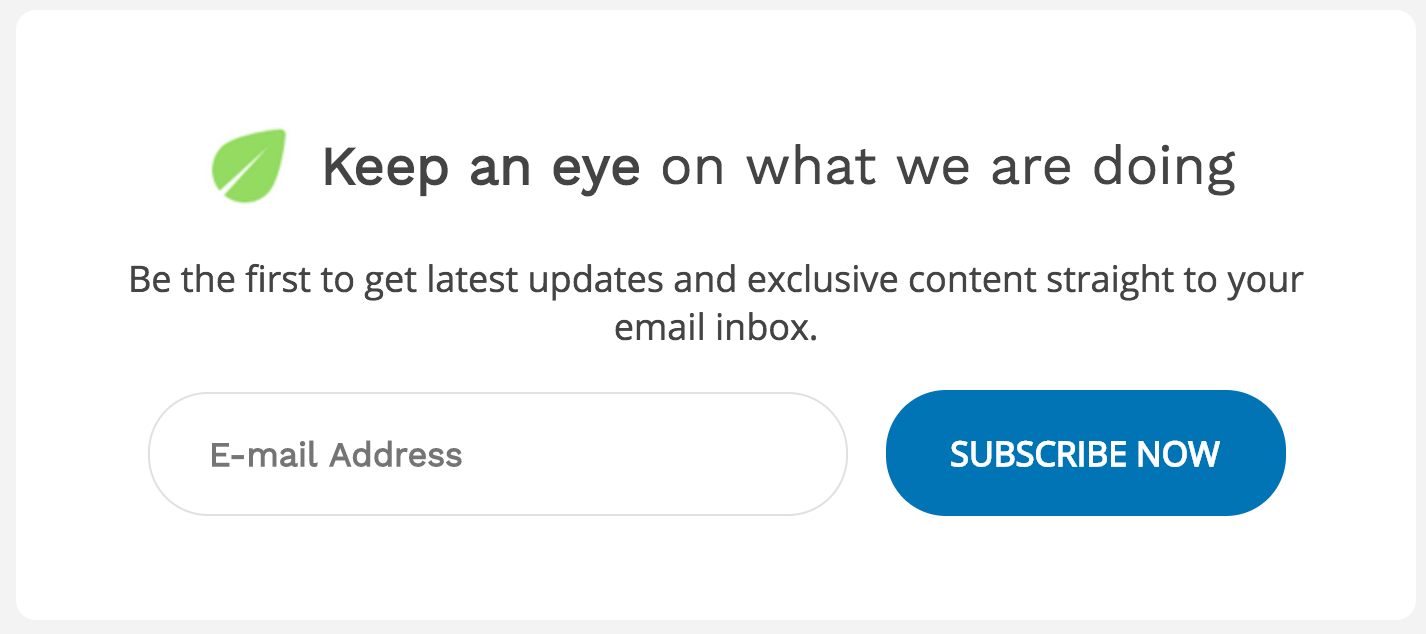 Keep an eye on what we are doing
Be the first to get latest updates and exclusive content straight to your
email inbox.
E-mail Address
SUBSCRIBE NOW